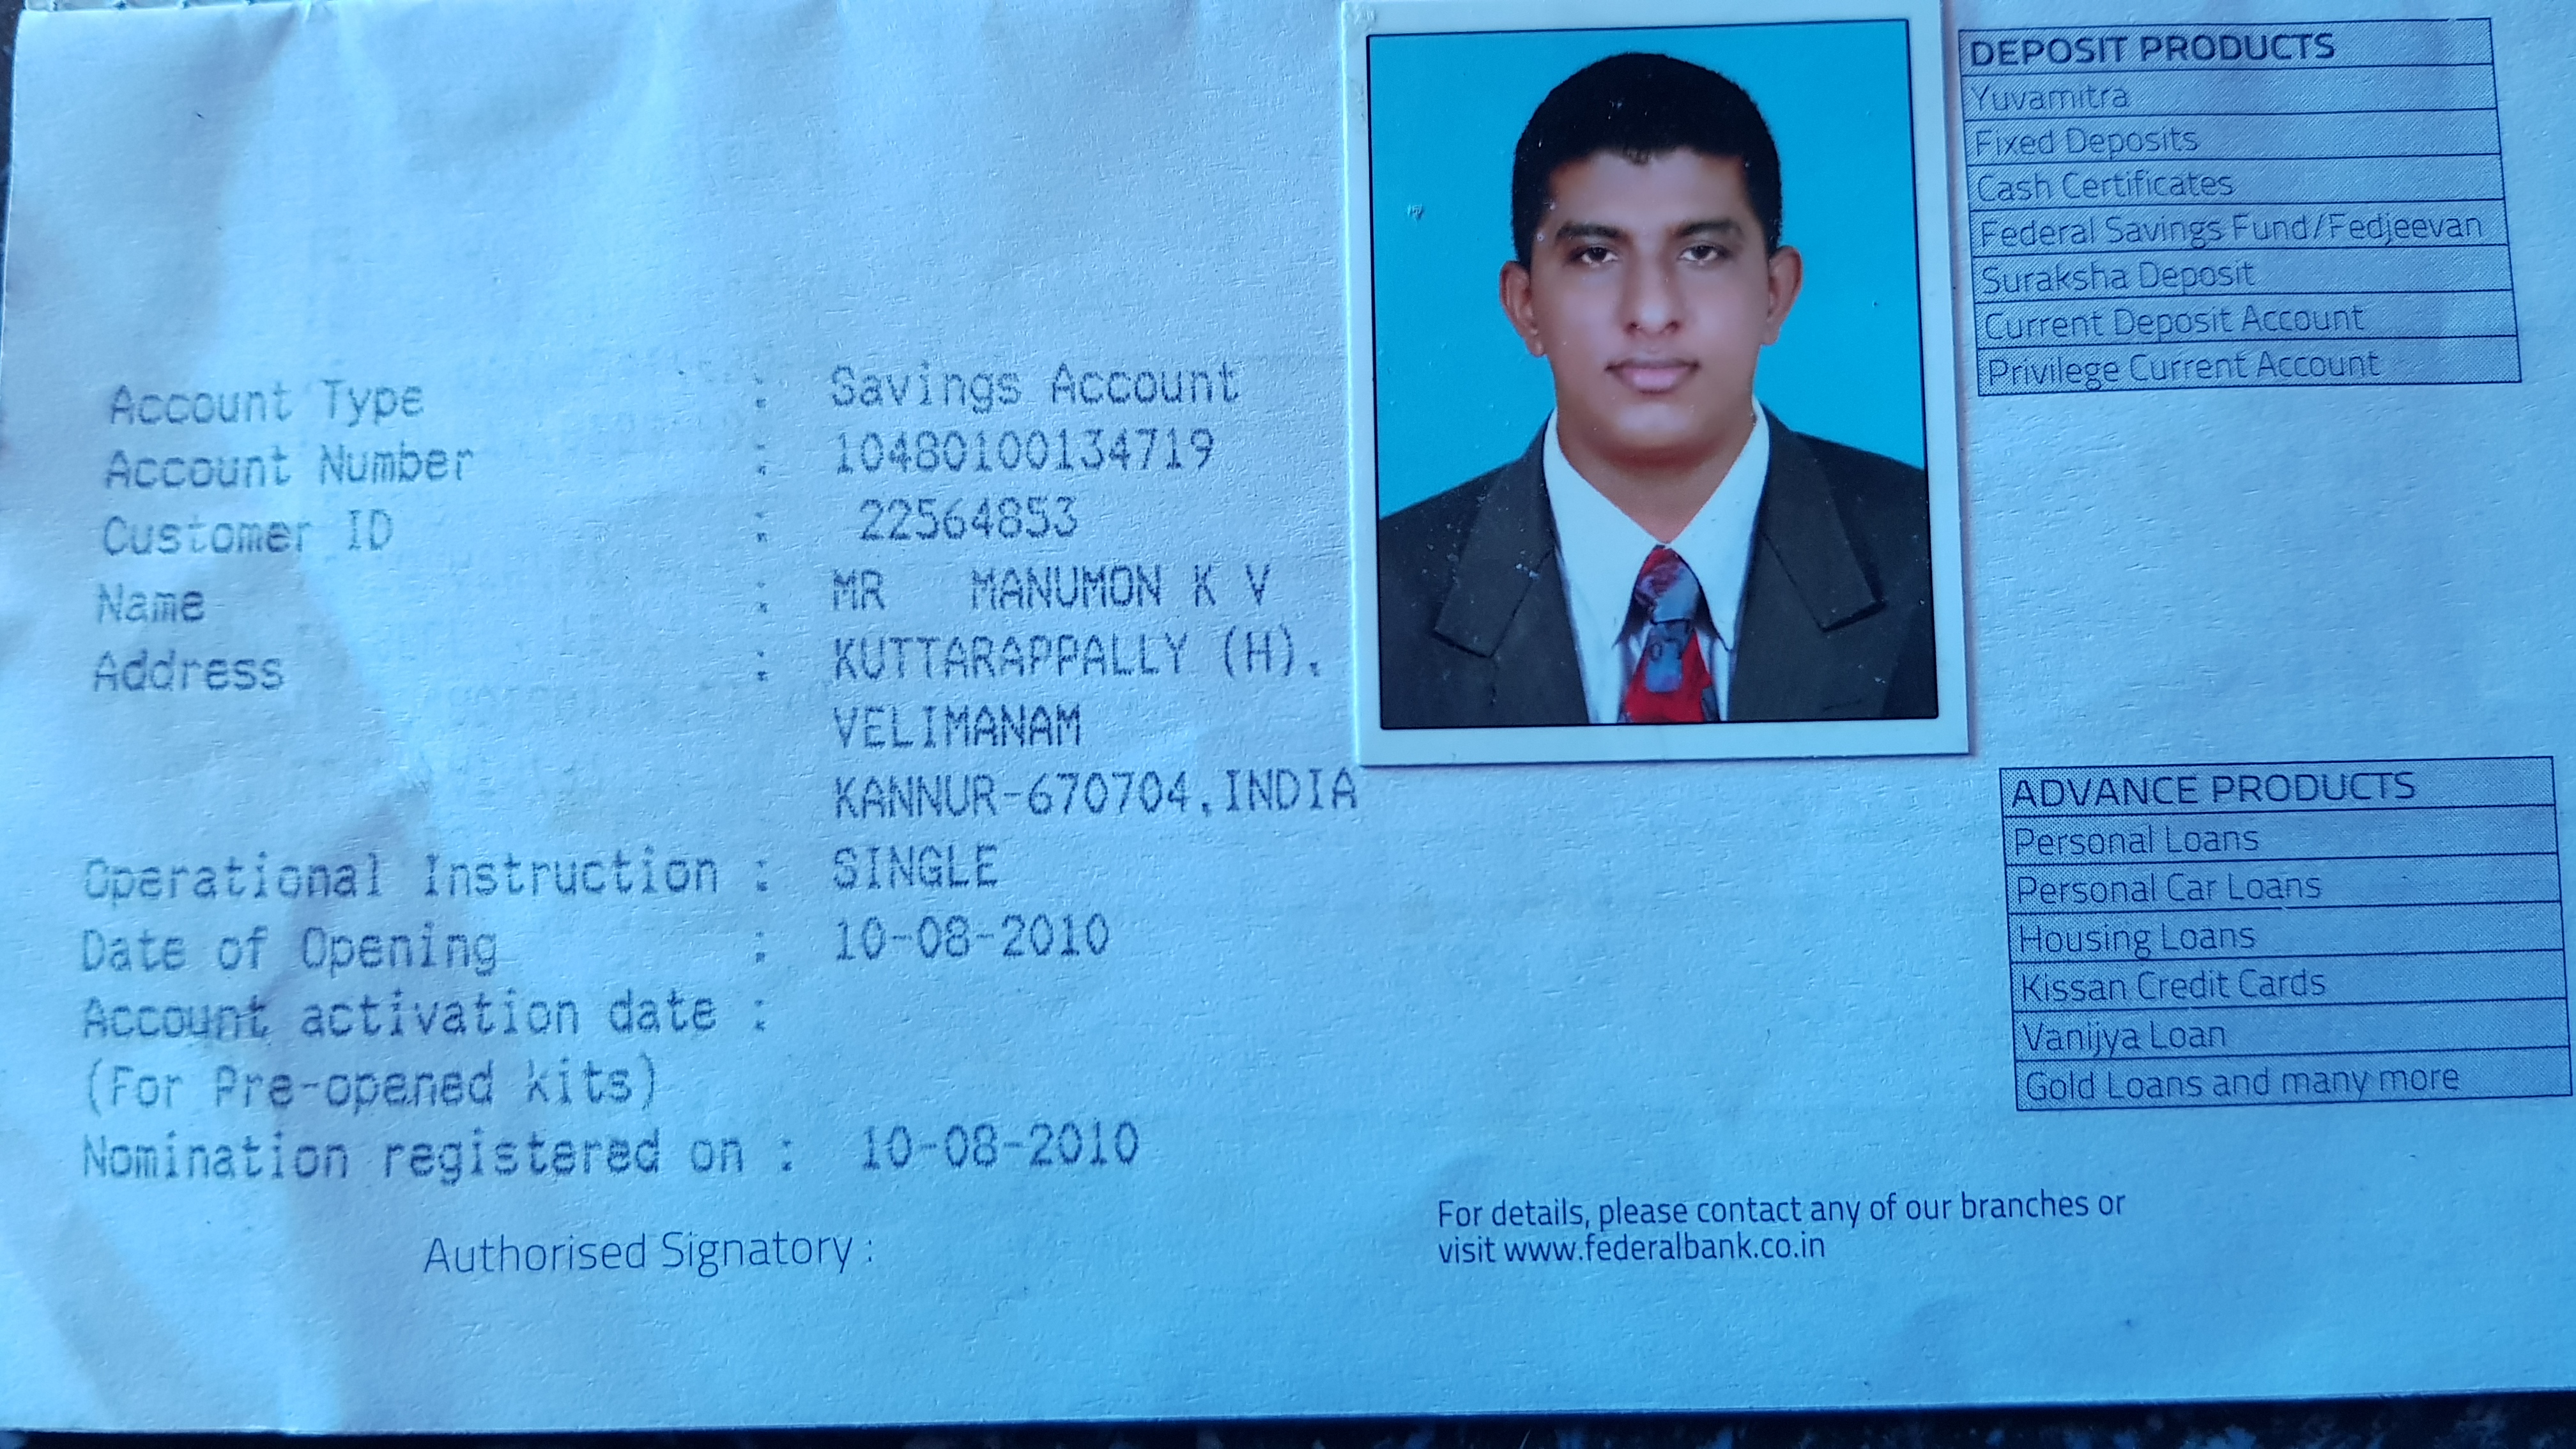 Account Type : Savings Account
Account Number : 10480100134719
Customer ID : 22564853
Name : MR MANUMON K V
Address : KUTTARAPPALLY (H).
VELIMANAM
KANNUR-670704,INDIA
Operational Instruction : SINGLE
Date of Opening : 10-08-2010
Account activation date :
(For Pre-opened kits)
Nomination registered on : 10-08-2010
Authorised Signatory :
DEPOSIT PRODUCTS
Yuvamitra
Fixed Deposits
Cash Certificates
Federal Savings Fund/Fedjeevan
Suraksha Deposit
Current Deposit Account
Privilege Current Account
ADVANCE PRODUCTS
Personal Loans
Personal Car Loans
Housing Loans
Kissan Credit Cards
Vanijya Loan
Gold Loans and many more
For details, please contact any of our branches or
visit www.federalbank.co.in